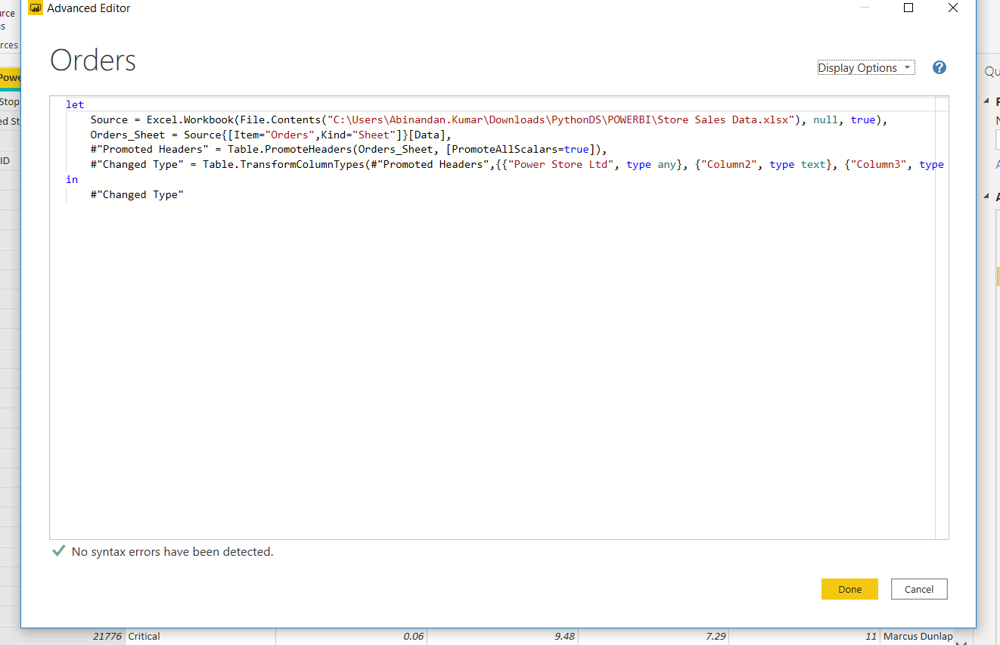 Advanced Editor
Orders
Display Options
?
let
Source = Excel.Workbook(File.Contents("C:\Users\Abinandan.Kumar\Downloads\PythonDS\POWERBI\Store Sales Data.xlsx"), null, true),
Orders_Sheet = Source{[Item="Orders",Kind="Sheet"]}[Data],
#"Promoted Headers" = Table.PromoteHeaders(Orders_Sheet, [PromoteAllScalars=true]),
#"Changed Type" = Table.TransformColumnTypes(#"Promoted Headers",{{"Power Store Ltd", type any}, {"Column2", type text}, {"Column3", type
in
#"Changed Type"
No syntax errors have been detected.
Done Cancel
rce
s
rces
Powe
Stop
ed St
ID
Qu
21776 Critical 0.06 9.48 7.29 11 Marcus Dunlap